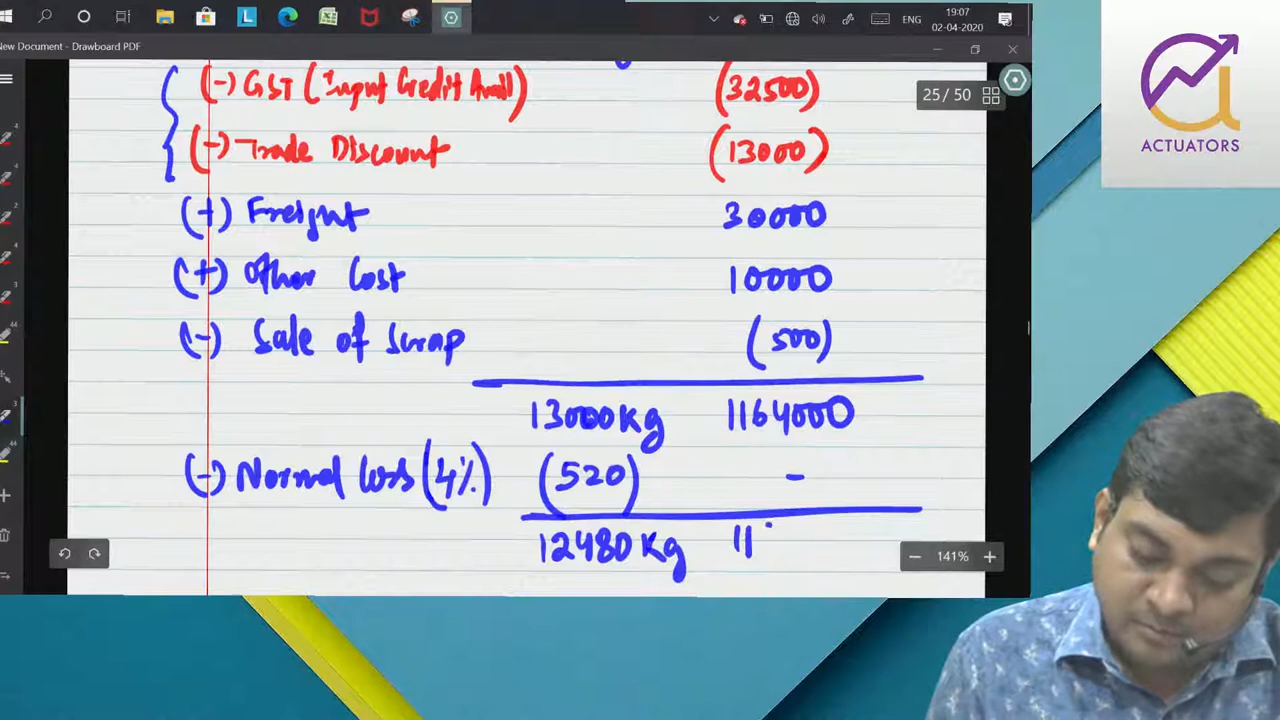 19:07
ENG
02-04-2020
New Document - Drawboard PDF
25 / 50
(-) GST (Input Credit Avail) (32500)
(-) Trade Discount (13000)
(+) Freight 30000
(+) Other Cost 10000
(-) Sale of Scrap (500)
13000 kg 1164000
(-) Normal Loss (4%) (520) -
12480 kg 11
141%
ACTUATORS